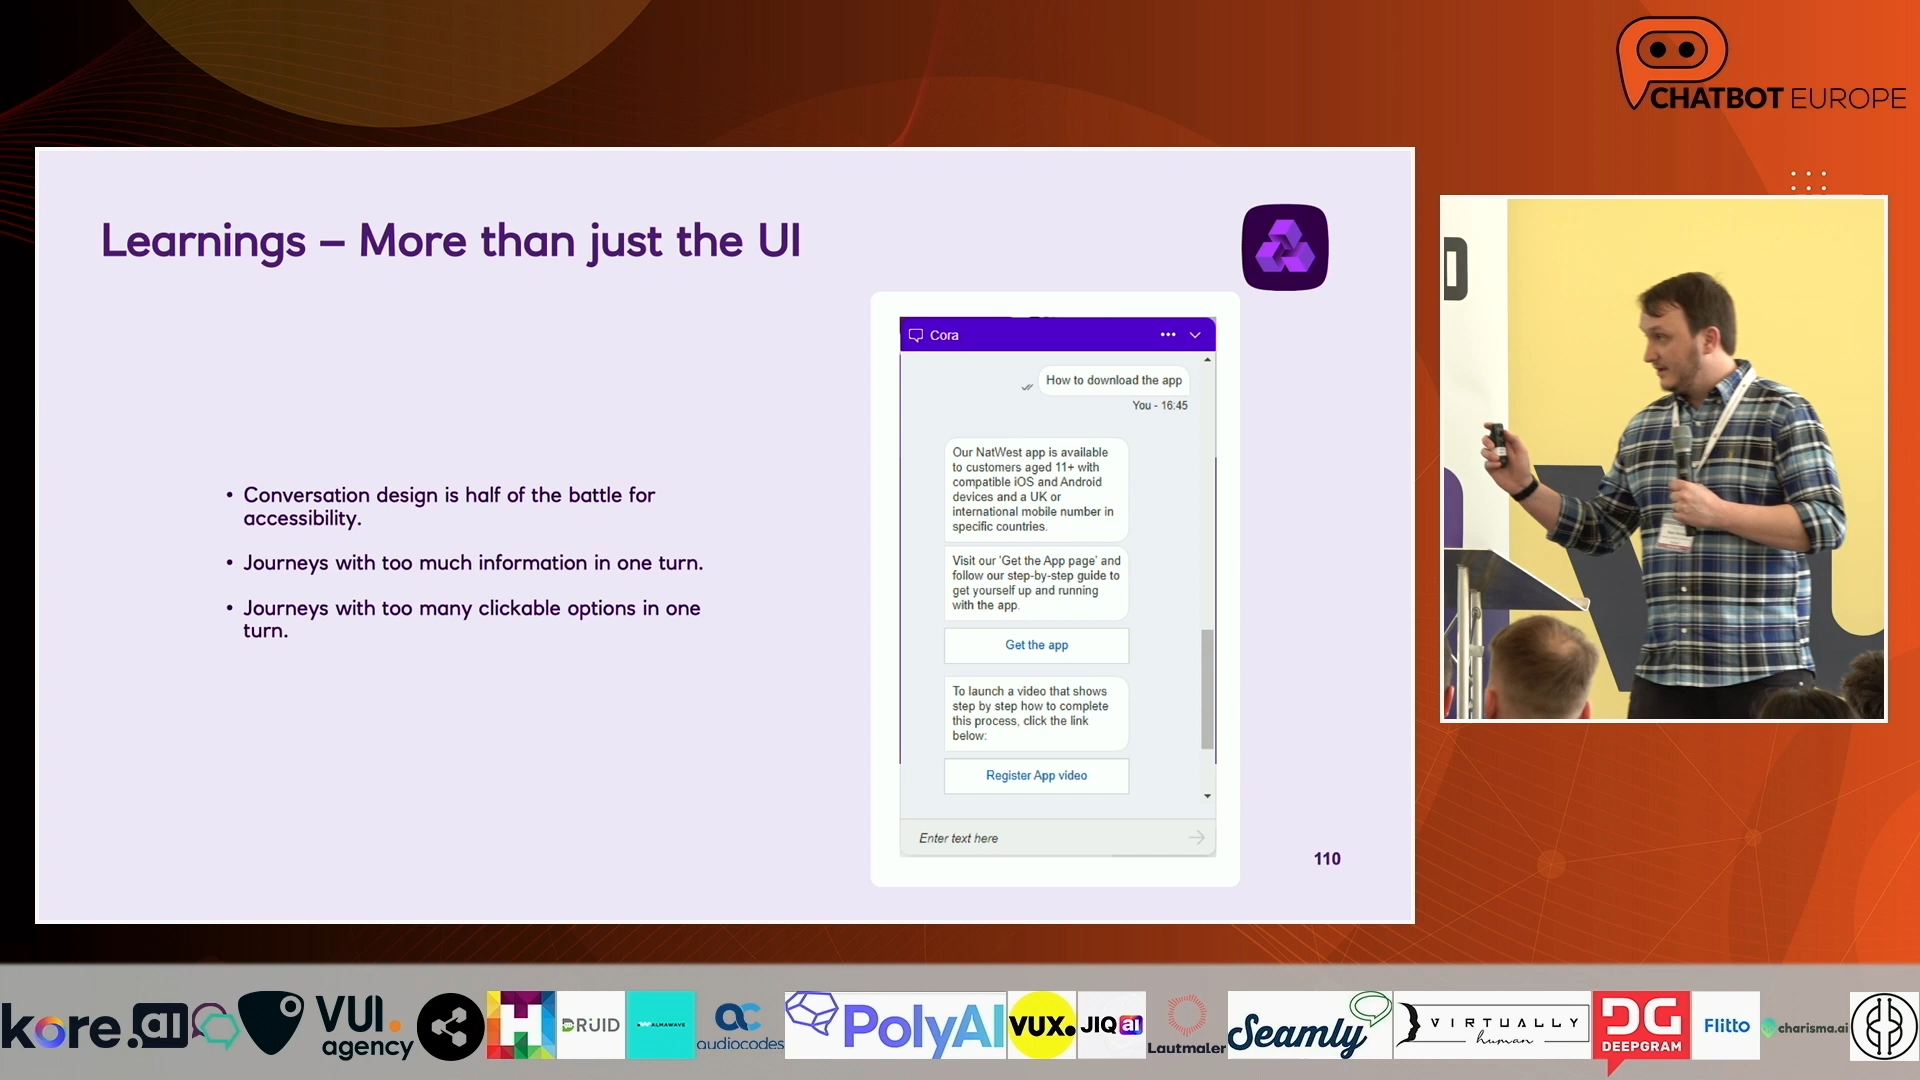 CHATBOT EUROPE
Learnings – More than just the UI
• Conversation design is half of the battle for
accessibility.
• Journeys with too much information in one turn.
• Journeys with too many clickable options in one
turn.
Cora
How to download the app
You - 16:45
Our NatWest app is available
to customers aged 11+ with
compatible iOS and Android
devices and a UK or
international mobile number in
specific countries.
Visit our 'Get the App page' and
follow our step-by-step guide to
get yourself up and running
with the app.
Get the app
To launch a video that shows
step by step how to complete
this process, click the link
below:
Register App video
Enter text here
110
kore.ai
VUI.
agency
H
DRUID
ALMAWAVE
ac
audiocodes
PolyAI
VUX.
JIQ ai
Lautmaler
Seamly
VIRTUALLY
human
DG
DEEPGRAM
Flitto
charisma.ai